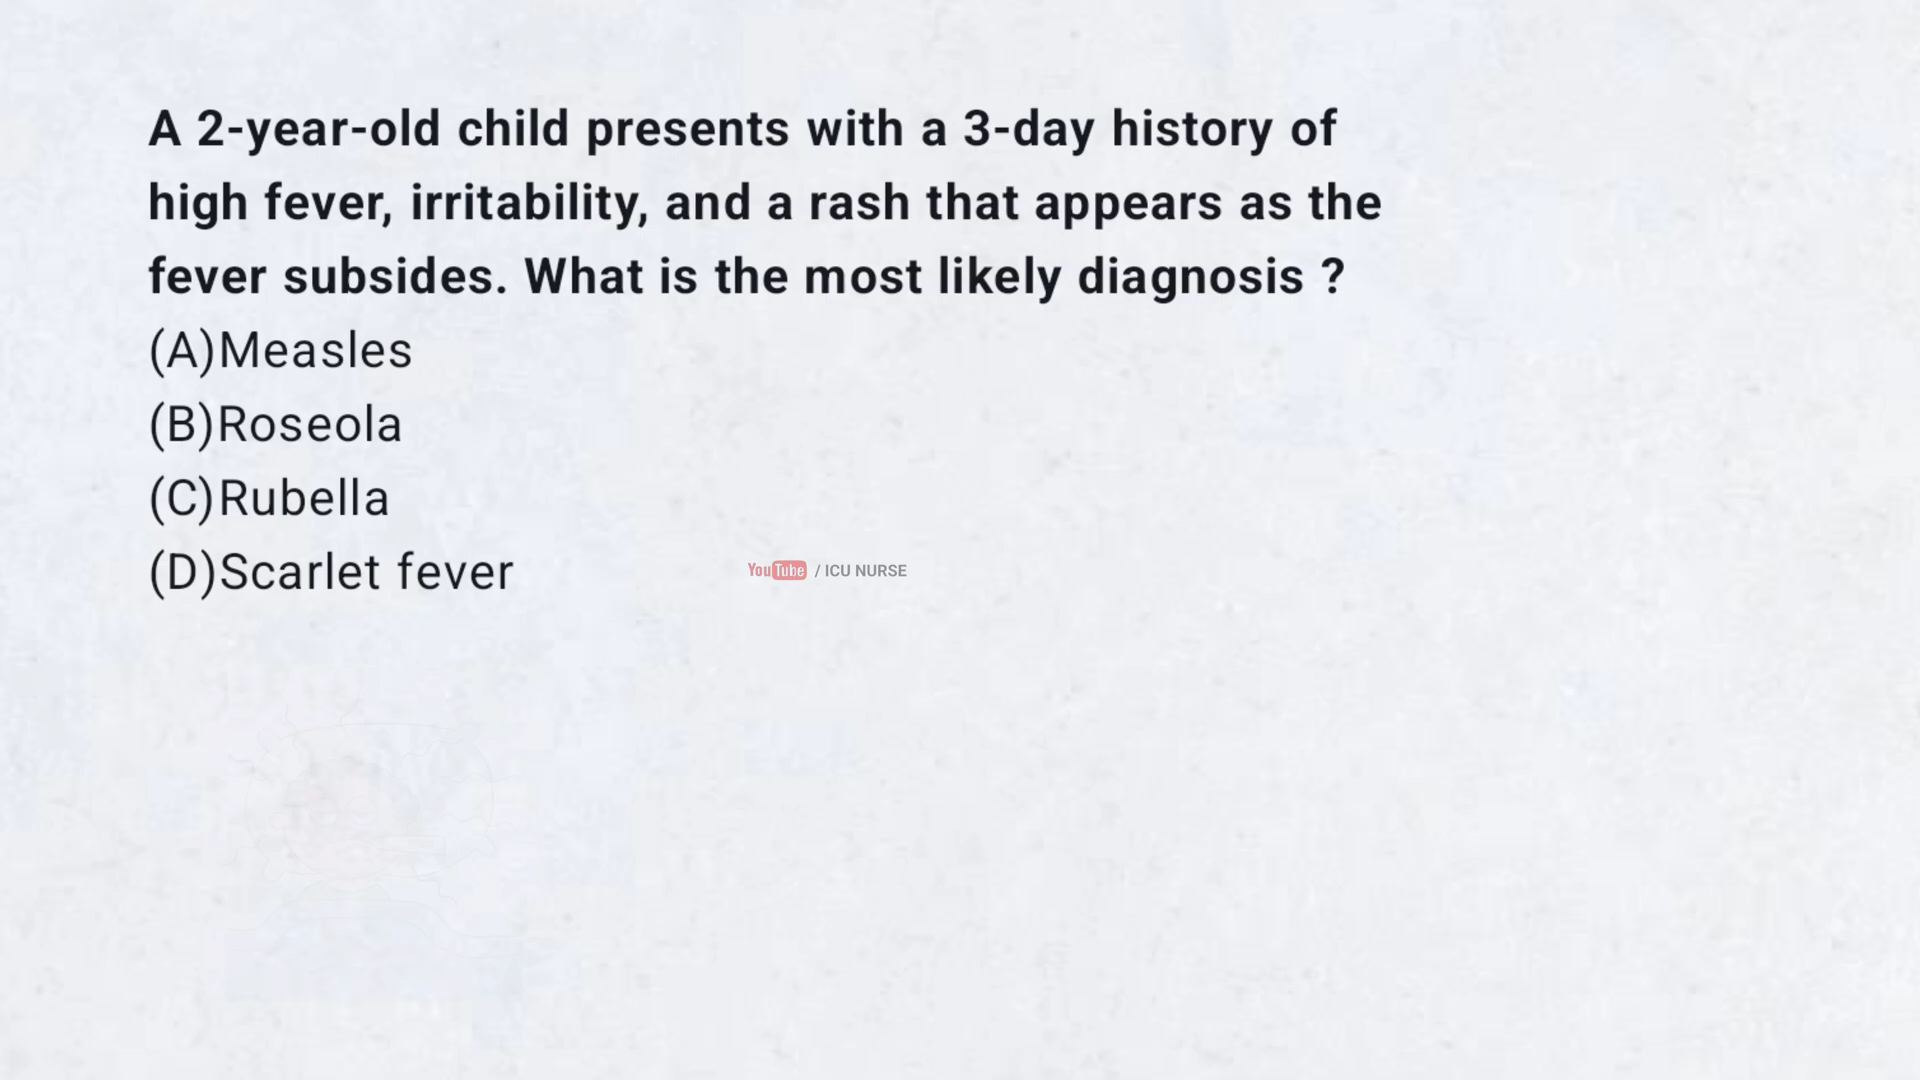 A 2-year-old child presents with a 3-day history of
high fever, irritability, and a rash that appears as the
fever subsides. What is the most likely diagnosis ?
(A)Measles
(B)Roseola
(C)Rubella
(D)Scarlet fever
YouTube / ICU NURSE